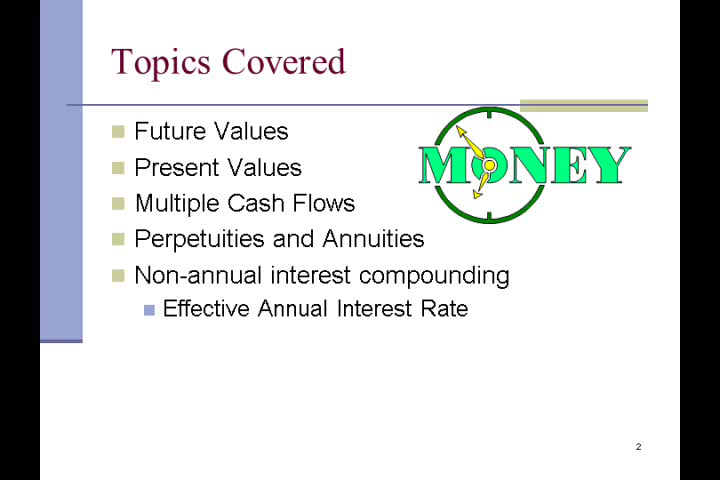 Topics Covered
Future Values
MONEY
Present Values
Multiple Cash Flows
Perpetuities and Annuities
Non-annual interest compounding
Effective Annual Interest Rate
2